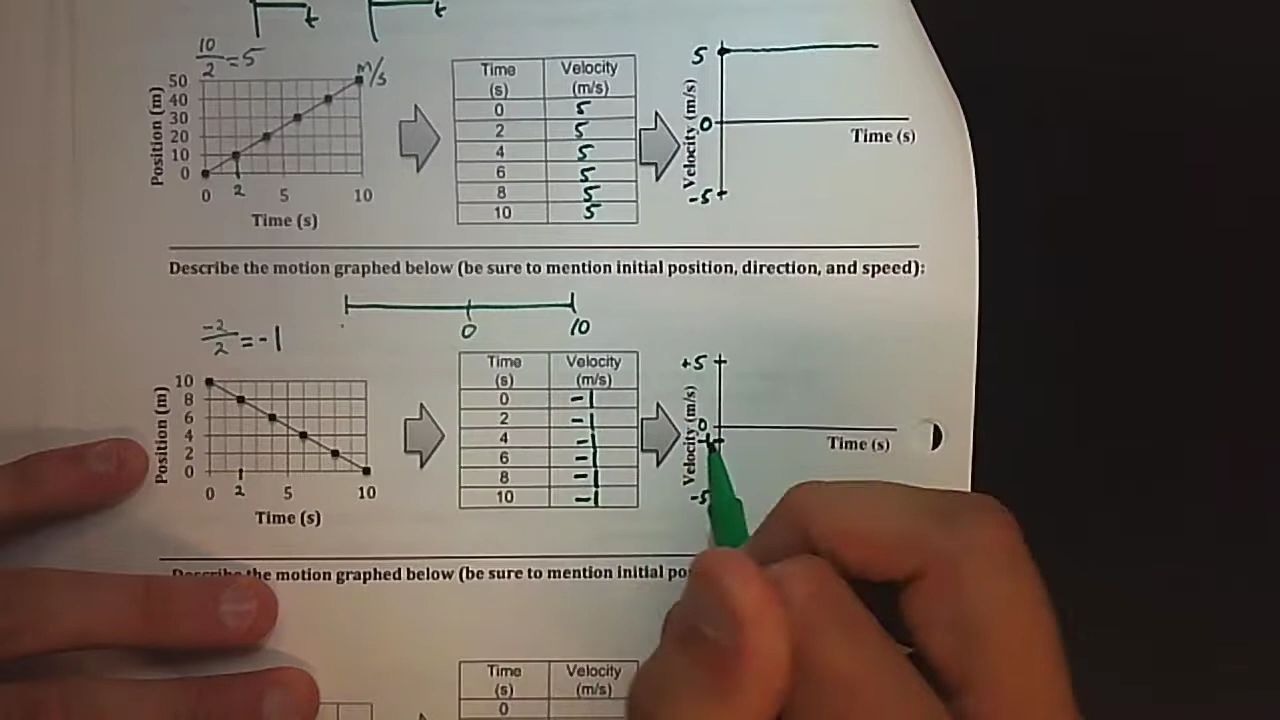 t t
10/2 = 5
m/s
Position (m)
50
40
30
20
10
0
0 2 5 10
Time (s)
Time (s) Velocity (m/s)
0 5
2 5
4 5
6 5
8 5
10 5
Velocity (m/s)
5
0
-5
Time (s)
Describe the motion graphed below (be sure to mention initial position, direction, and speed):
0 10
-2/2 = -1
Position (m)
10
8
6
4
2
0
0 2 5 10
Time (s)
Time (s) Velocity (m/s)
0 -1
2 -1
4 -1
6 -1
8 -1
10 -1
Velocity (m/s)
+5
0
-5
Time (s)
Describe the motion graphed below (be sure to mention initial
Time (s) Velocity (m/s)
0